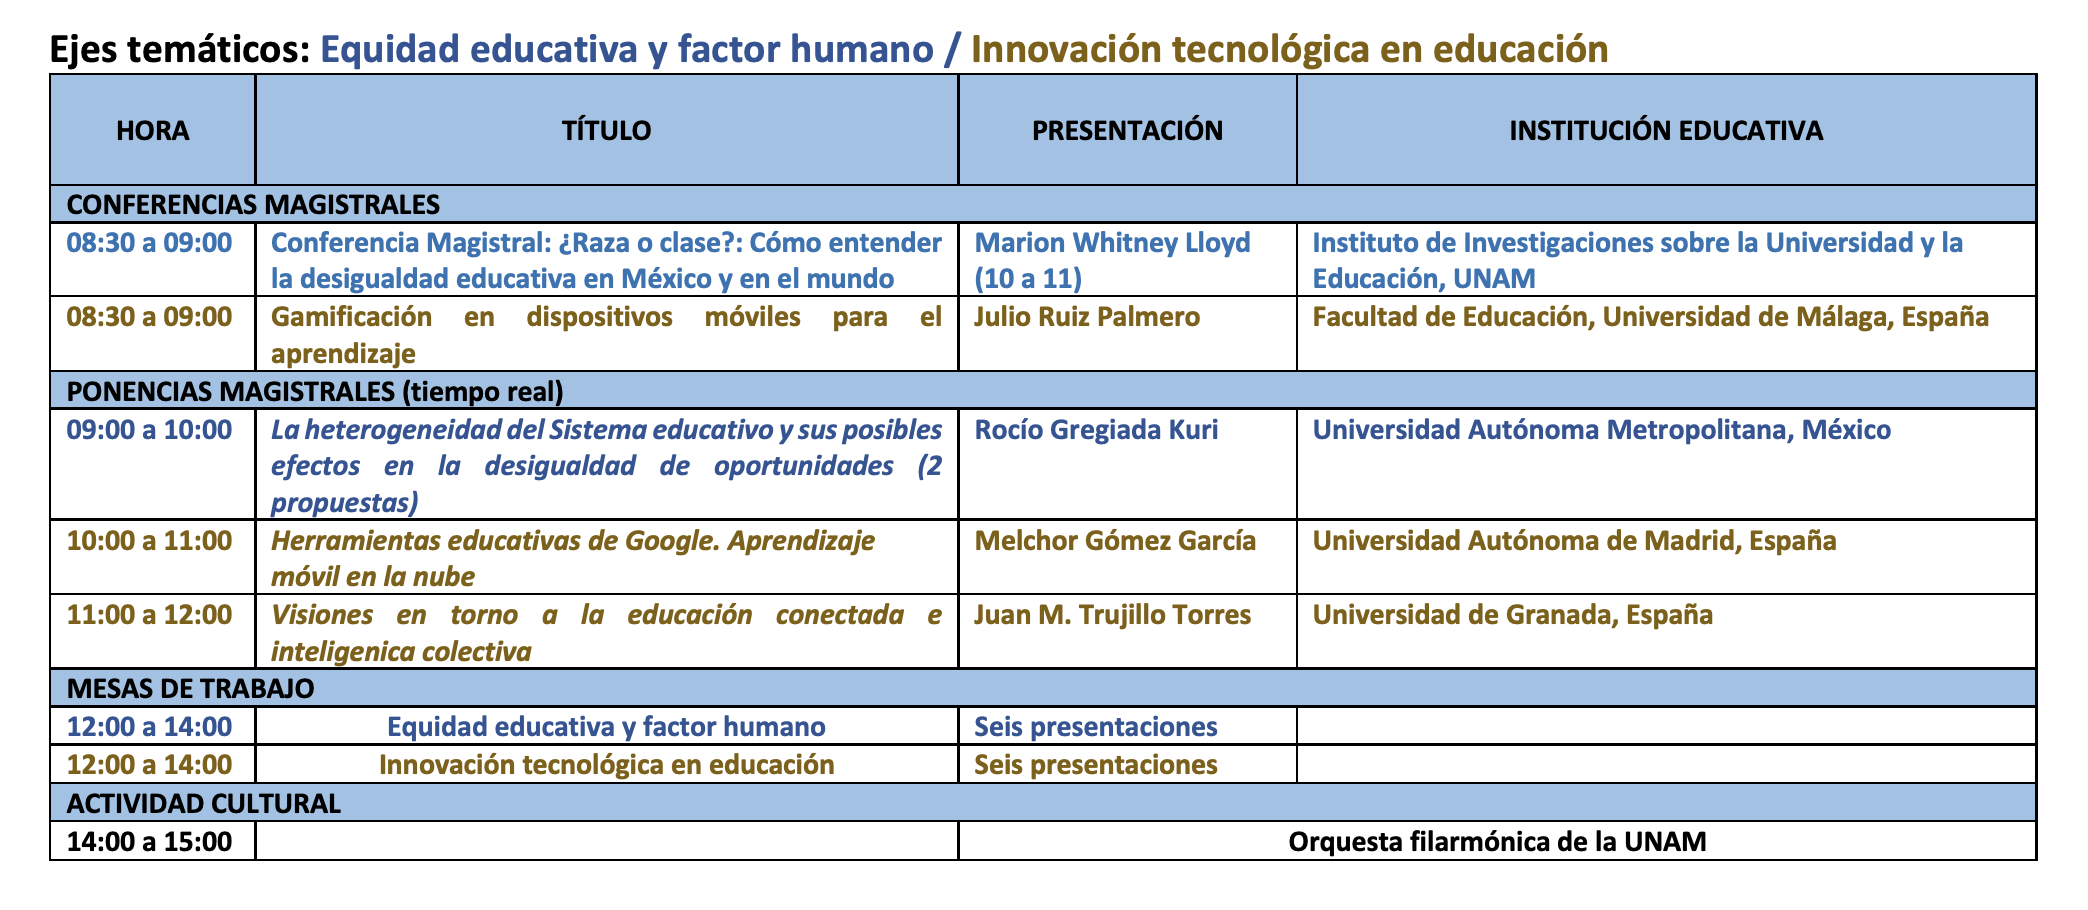 Ejes temáticos: Equidad educativa y factor humano / Innovación tecnológica en educación
HORA TÍTULO PRESENTACIÓN INSTITUCIÓN EDUCATIVA
CONFERENCIAS MAGISTRALES
08:30 a 09:00 Conferencia Magistral: ¿Raza o clase?: Cómo entender Marion Whitney Lloyd Instituto de Investigaciones sobre la Universidad y la
la desigualdad educativa en México y en el mundo (10 a 11) Educación, UNAM
08:30 a 09:00 Gamificación en dispositivos móviles para el Julio Ruiz Palmero Facultad de Educación, Universidad de Málaga, España
aprendizaje
PONENCIAS MAGISTRALES (tiempo real)
09:00 a 10:00 La heterogeneidad del Sistema educativo y sus posibles Rocío Gregiada Kuri Universidad Autónoma Metropolitana, México
efectos en la desigualdad de oportunidades (2
propuestas)
10:00 a 11:00 Herramientas educativas de Google. Aprendizaje Melchor Gómez García Universidad Autónoma de Madrid, España
móvil en la nube
11:00 a 12:00 Visiones en torno a la educación conectada e Juan M. Trujillo Torres Universidad de Granada, España
inteligenica colectiva
MESAS DE TRABAJO
12:00 a 14:00 Equidad educativa y factor humano Seis presentaciones
12:00 a 14:00 Innovación tecnológica en educación Seis presentaciones
ACTIVIDAD CULTURAL
14:00 a 15:00 Orquesta filarmónica de la UNAM